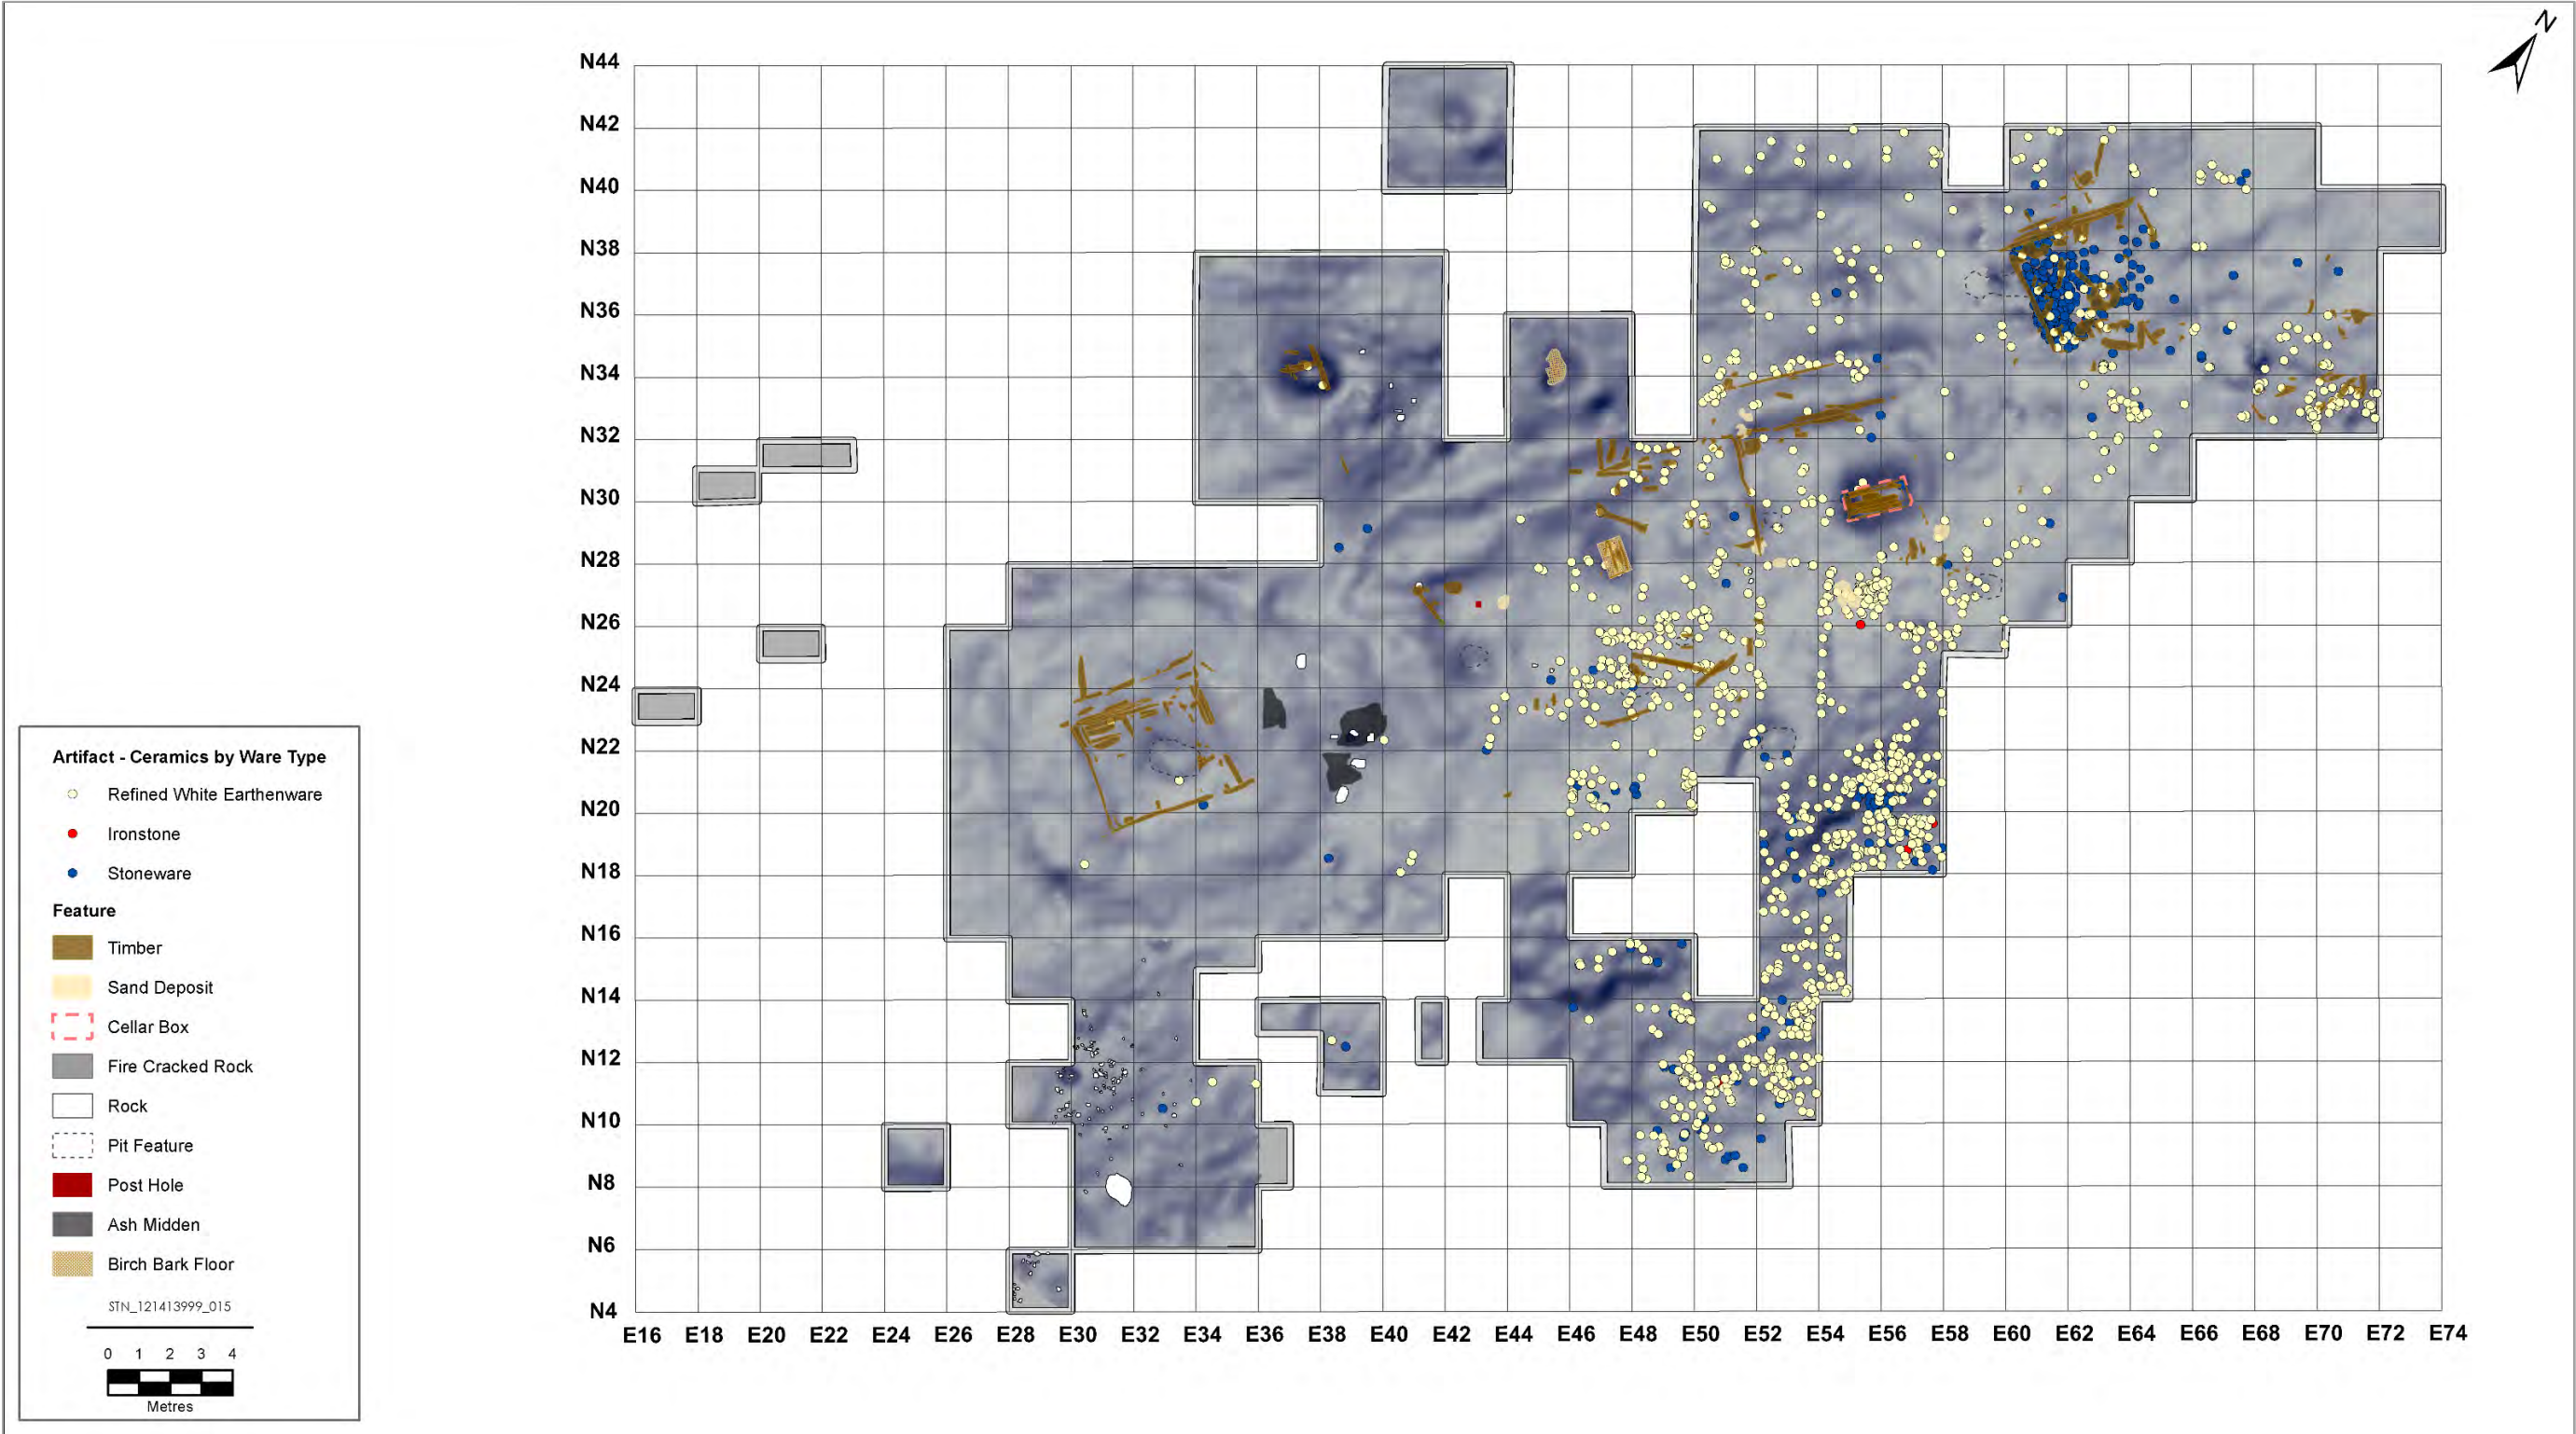 N
N44
N42
N40
N38
N36
N34
N32
N30
N28
N26
N24
N22
N20
N18
N16
N14
N12
N10
N8
N6
N4
E16 E18 E20 E22 E24 E26 E28 E30 E32 E34 E36 E38 E40 E42 E44 E46 E48 E50 E52 E54 E56 E58 E60 E62 E64 E66 E68 E70 E72 E74
Artifact - Ceramics by Ware Type
Refined White Earthenware
Ironstone
Stoneware
Feature
Timber
Sand Deposit
Cellar Box
Fire Cracked Rock
Rock
Pit Feature
Post Hole
Ash Midden
Birch Bark Floor
STN_121413999_015
0 1 2 3 4
Metres